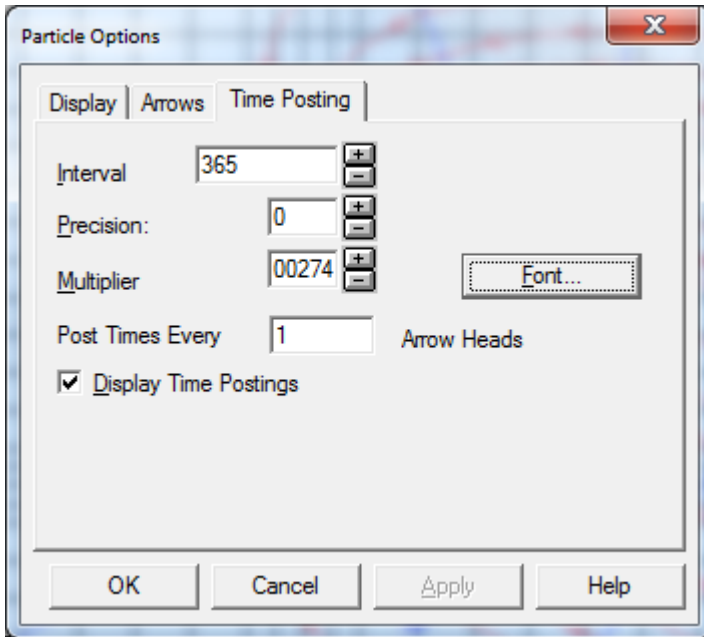 Particle Options
Display Arrows Time Posting
Interval 365
Precision: 0
Multiplier 00274 Font...
Post Times Every 1 Arrow Heads
Display Time Postings
OK Cancel Apply Help